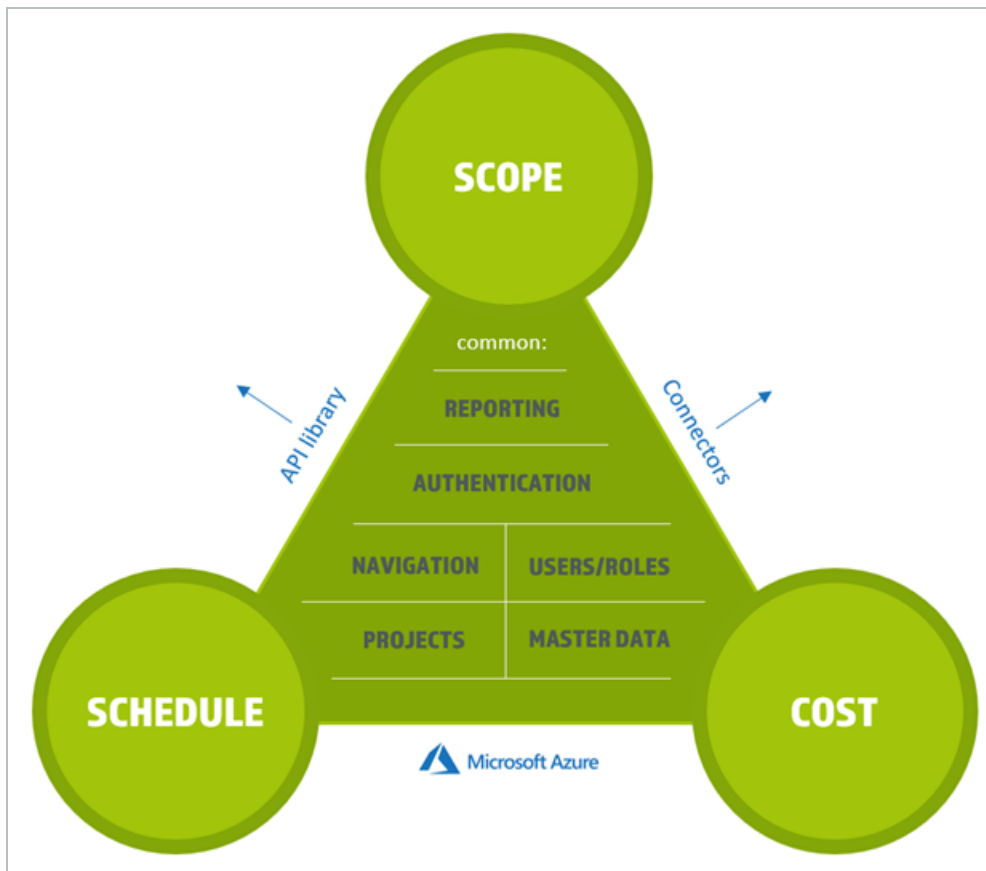 SCOPE
common:
REPORTING
API library
Connectors
AUTHENTICATION
NAVIGATION
USERS/ROLES
PROJECTS
MASTER DATA
SCHEDULE
COST
Microsoft Azure